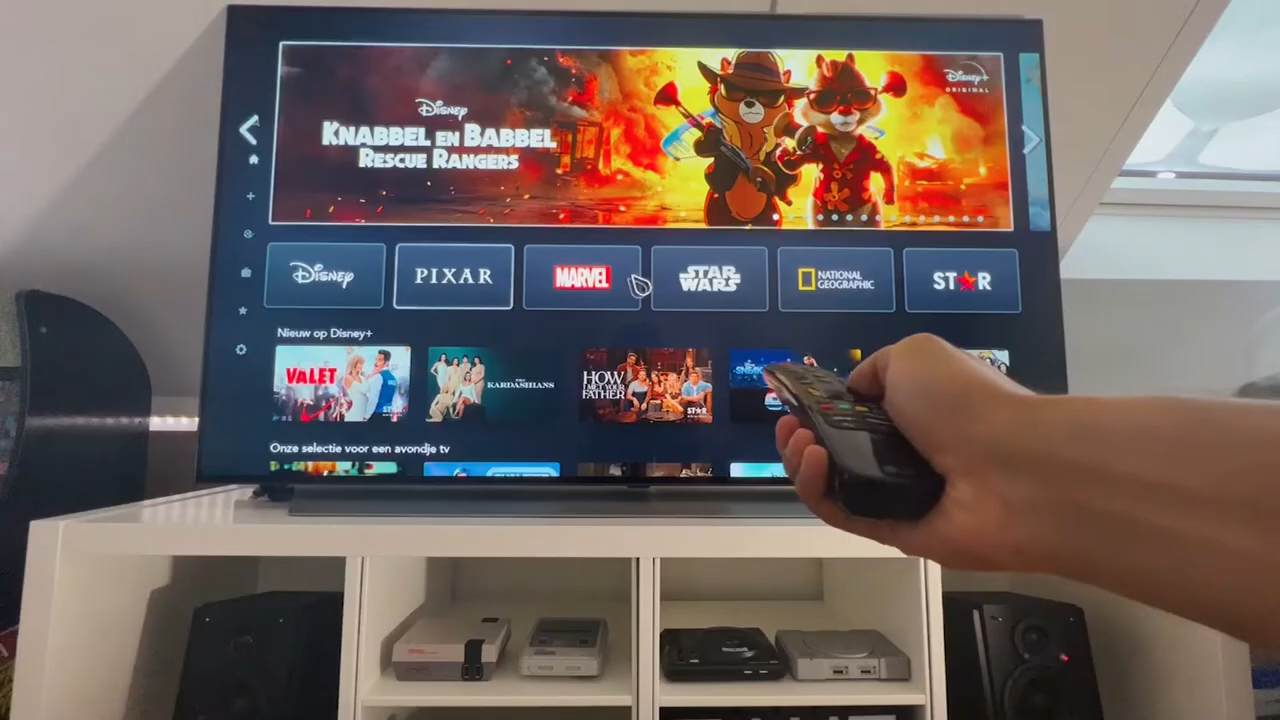 Disney
KNABBEL EN BABBEL
RESCUE RANGERS
Disney+
ORIGINAL
Disney
PIXAR
MARVEL
STAR
WARS
NATIONAL
GEOGRAPHIC
STAR
Nieuw op Disney+
VALET
KARDASHIANS
HOW
I MET YOUR
FATHER
STAR
Onze selectie voor een avondje tv